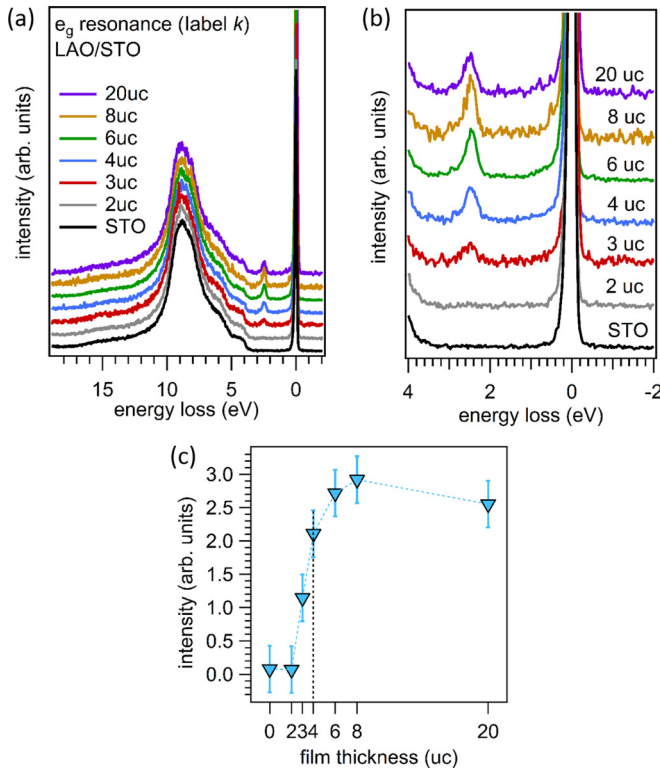 (a)
e_g resonance (label k)
LAO/STO
20uc
8uc
6uc
4uc
3uc
2uc
STO
intensity (arb. units)
15 10 5 0
energy loss (eV)
(b)
20 uc
8 uc
6 uc
4 uc
3 uc
2 uc
STO
intensity (arb. units)
4 2 0 -2
energy loss (eV)
(c)
3.0
2.5
2.0
1.5
1.0
0.5
0.0
intensity (arb. units)
0 2 3 4 6 8 20
film thickness (uc)